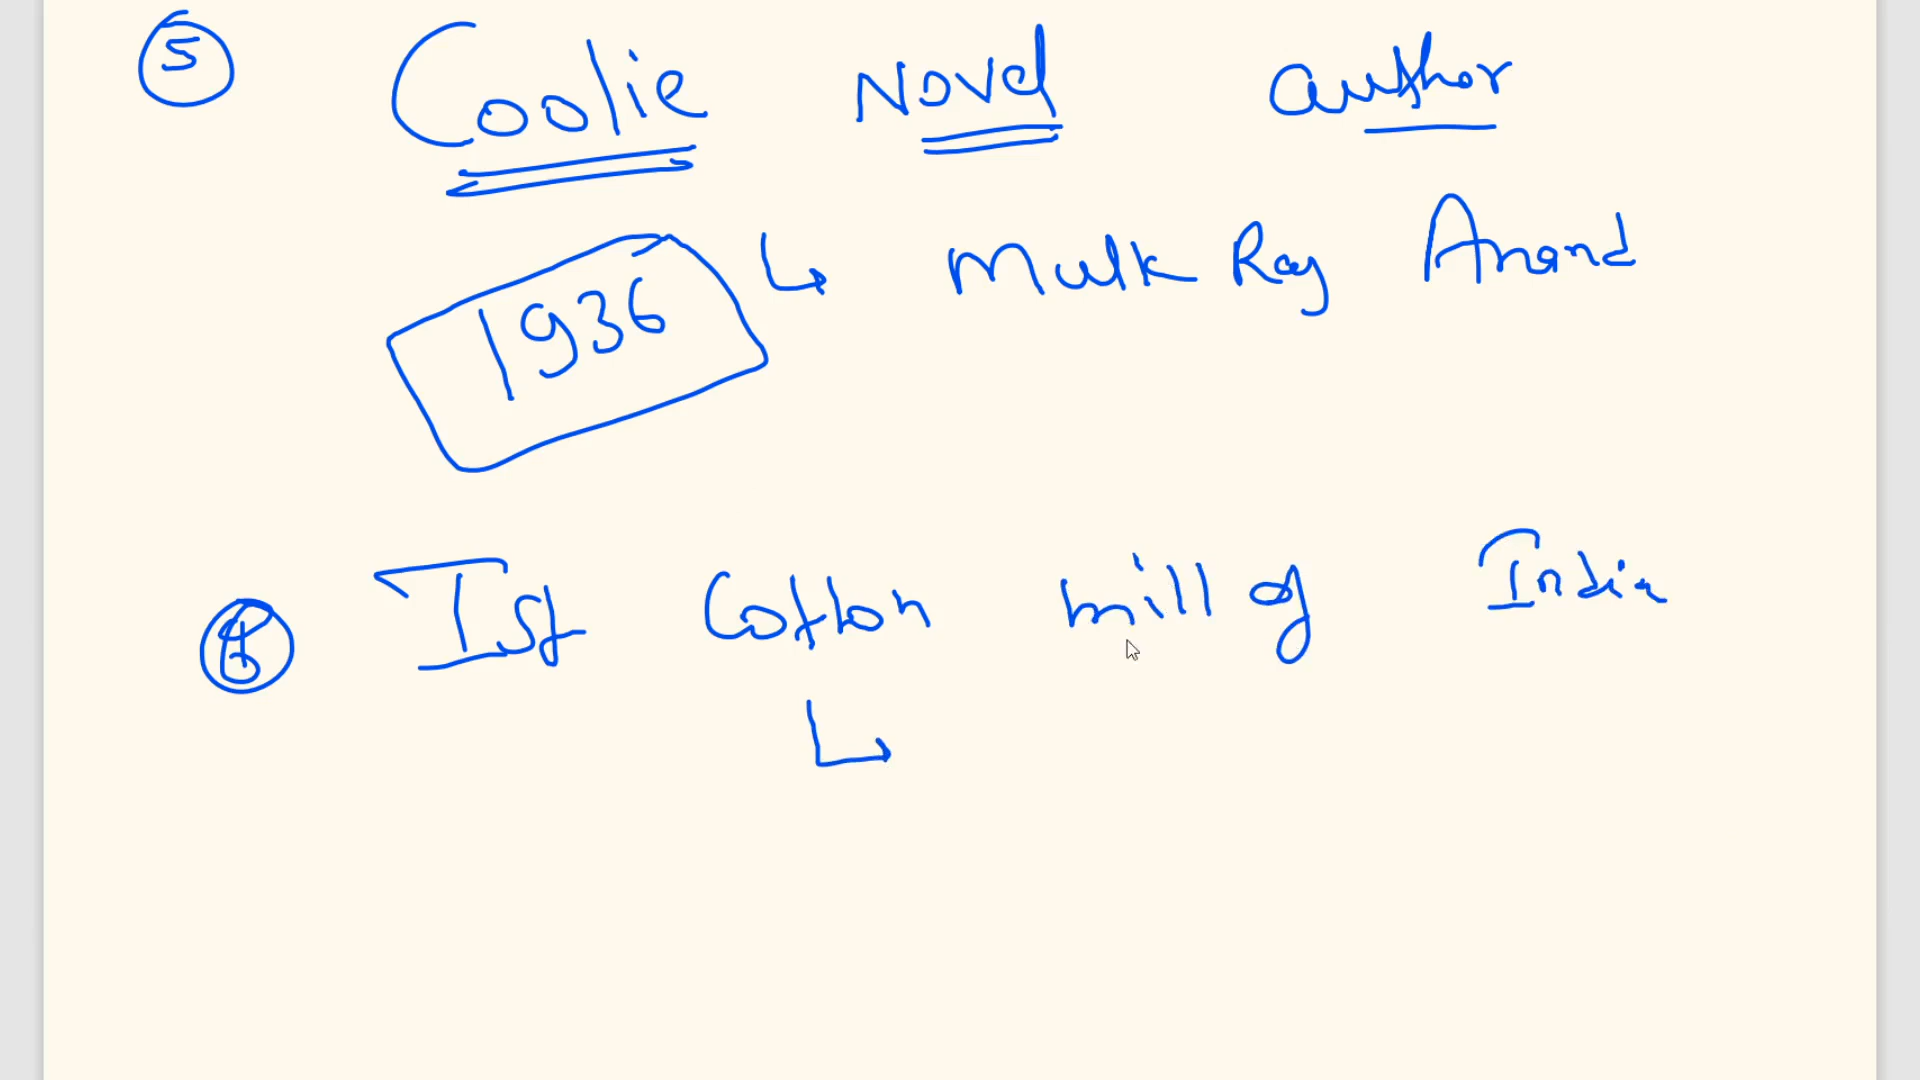 5 Coolie Novel author
Mulk Raj Anand
1936
6 Ist Cotton mill of India